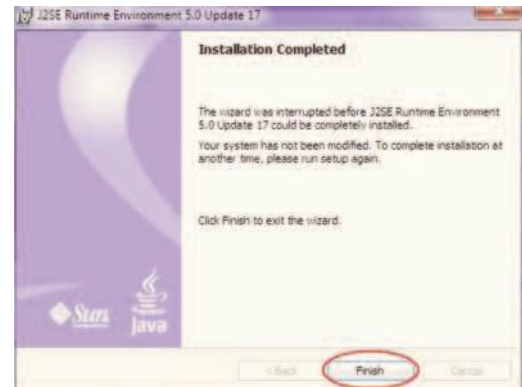 J2SE Runtime Environment 5.0 Update 17
Installation Completed
The wizard was interrupted before J2SE Runtime Environment
5.0 Update 17 could be completely installed.
Your system has not been modified. To complete installation at
another time, please run setup again.
Click Finish to exit the wizard.
Sun
Java
< Back
Finish
Cancel